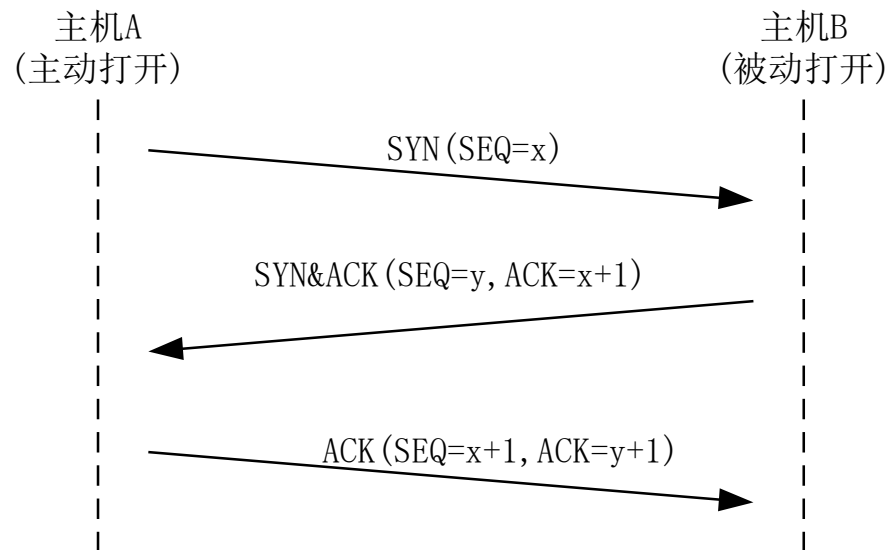 主机A
(主动打开)
主机B
(被动打开)
SYN(SEQ=x)
SYN&ACK(SEQ=y,ACK=x+1)
ACK(SEQ=x+1,ACK=y+1)